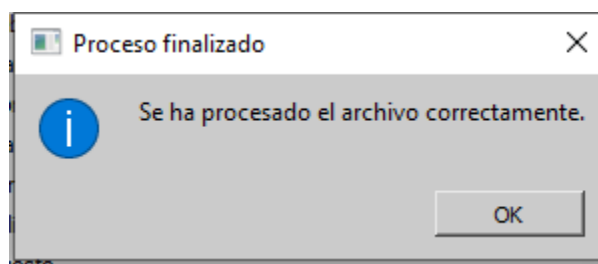 Proceso finalizado
Se ha procesado el archivo correctamente.
OK